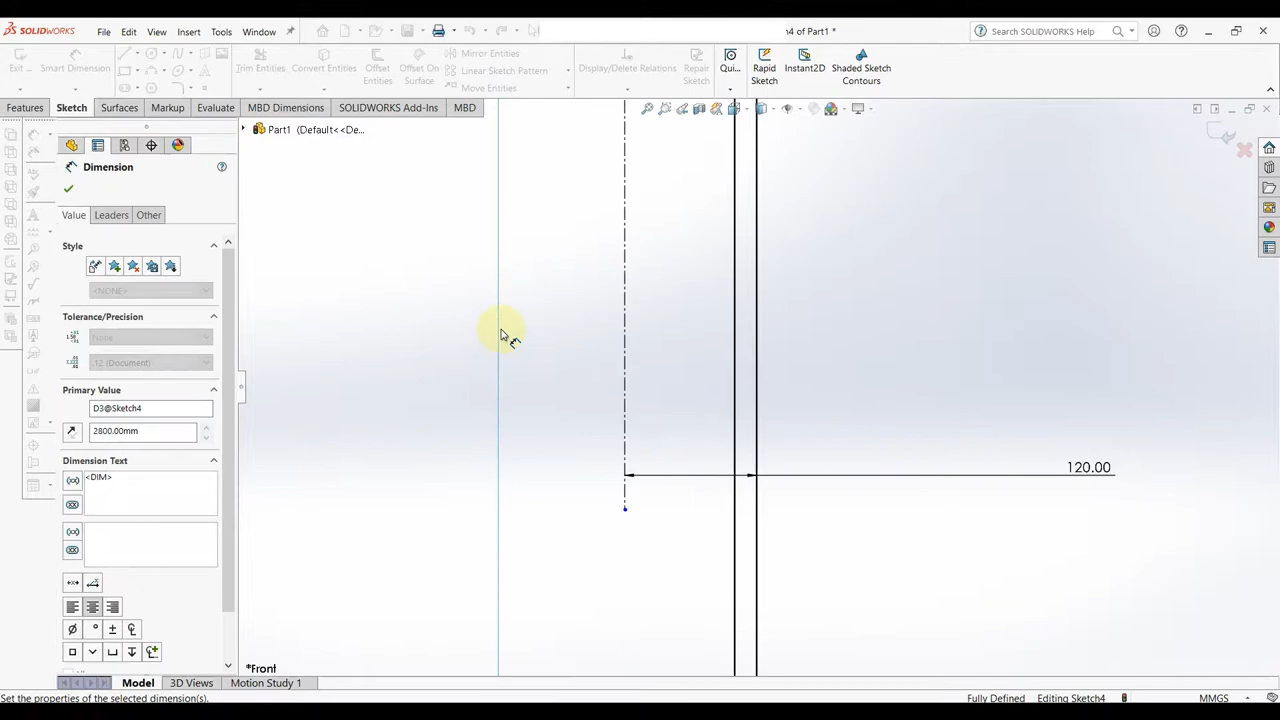 SOLIDWORKS File Edit View Insert Tools Window h4 of Part1 * Search SOLIDWORKS Help
Exit ... Smart Dimension Trim Entities Convert Entities Offset Entities Offset On Surface Mirror Entities Linear Sketch Pattern Move Entities Display/Delete Relations Repair Sketch Qui... Rapid Sketch Instant2D Shaded Sketch Contours
Features Sketch Surfaces Markup Evaluate MBD Dimensions SOLIDWORKS Add-Ins MBD
Part1 (Default<<De...
Dimension
Value Leaders Other
Style
<NONE>
Tolerance/Precision
None
.12 (Document)
Primary Value
D3@Sketch4
2800.00mm
Dimension Text
<DIM>
120.00
*Front
Model 3D Views Motion Study 1
Set the properties of the selected dimension(s). Fully Defined Editing Sketch4 MMGS